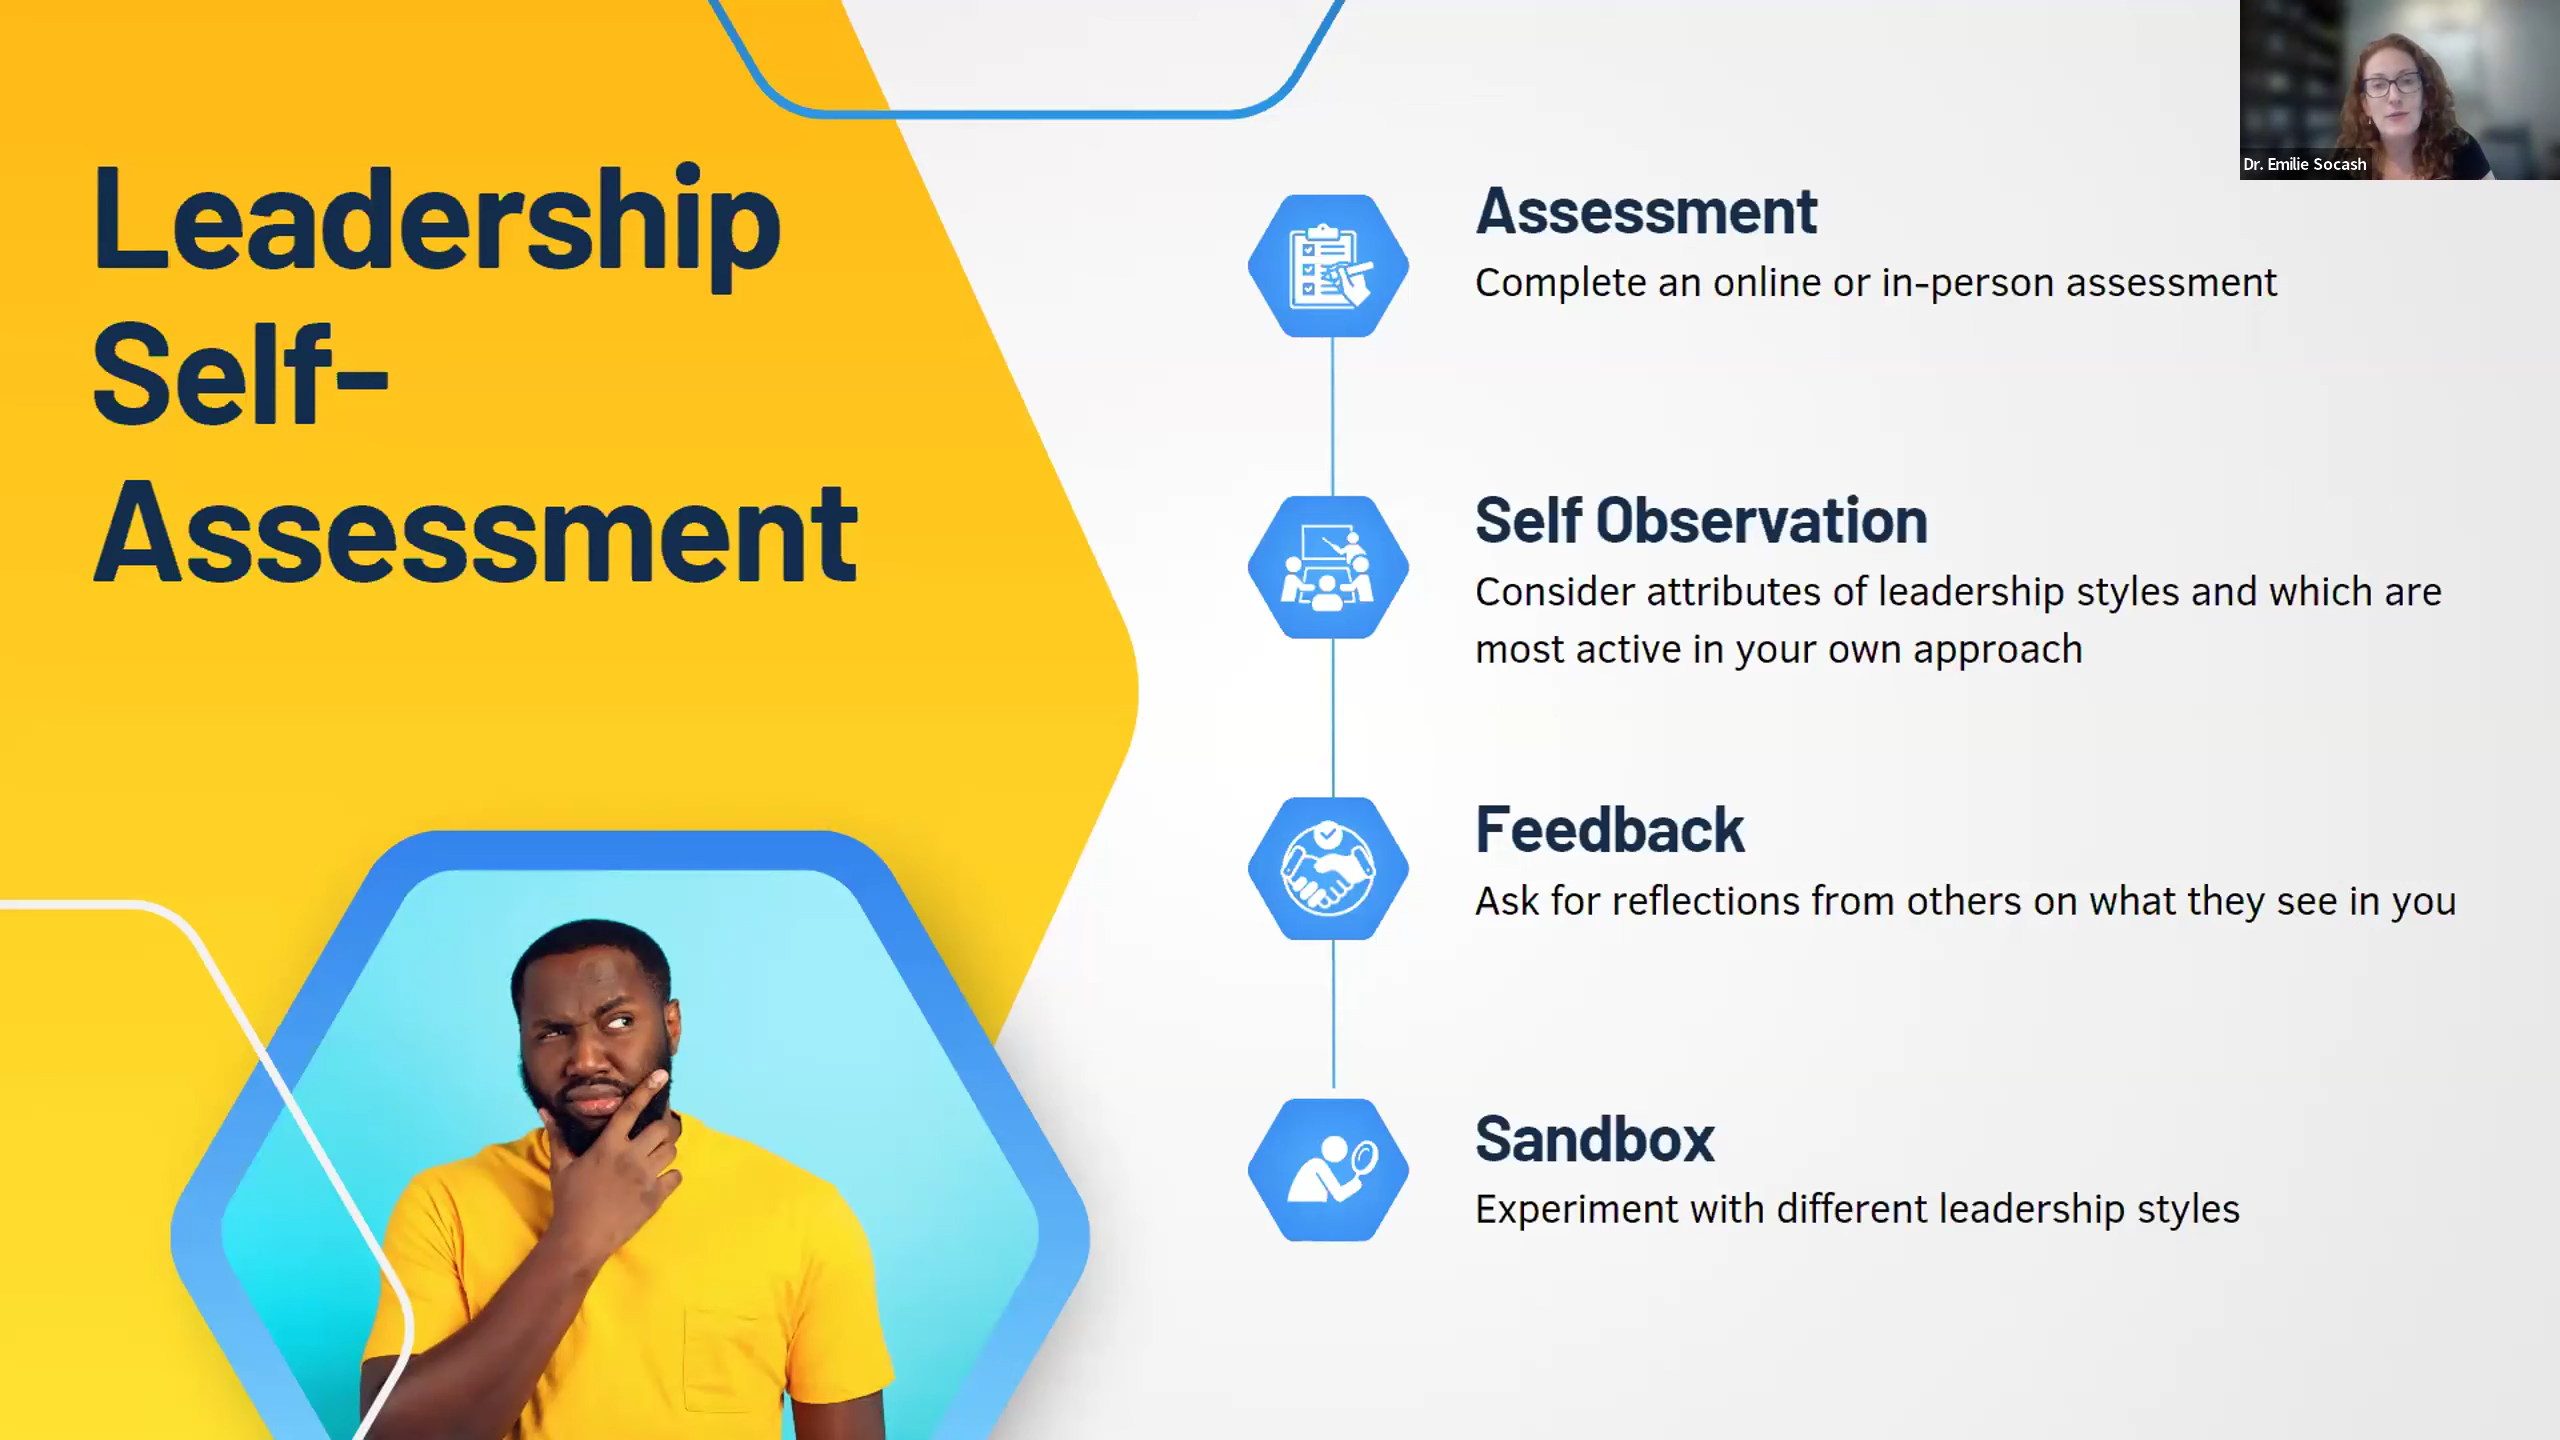 Leadership
Self-
Assessment
Assessment
Complete an online or in-person assessment
Self Observation
Consider attributes of leadership styles and which are
most active in your own approach
Feedback
Ask for reflections from others on what they see in you
Sandbox
Experiment with different leadership styles
Dr. Emilie Socash